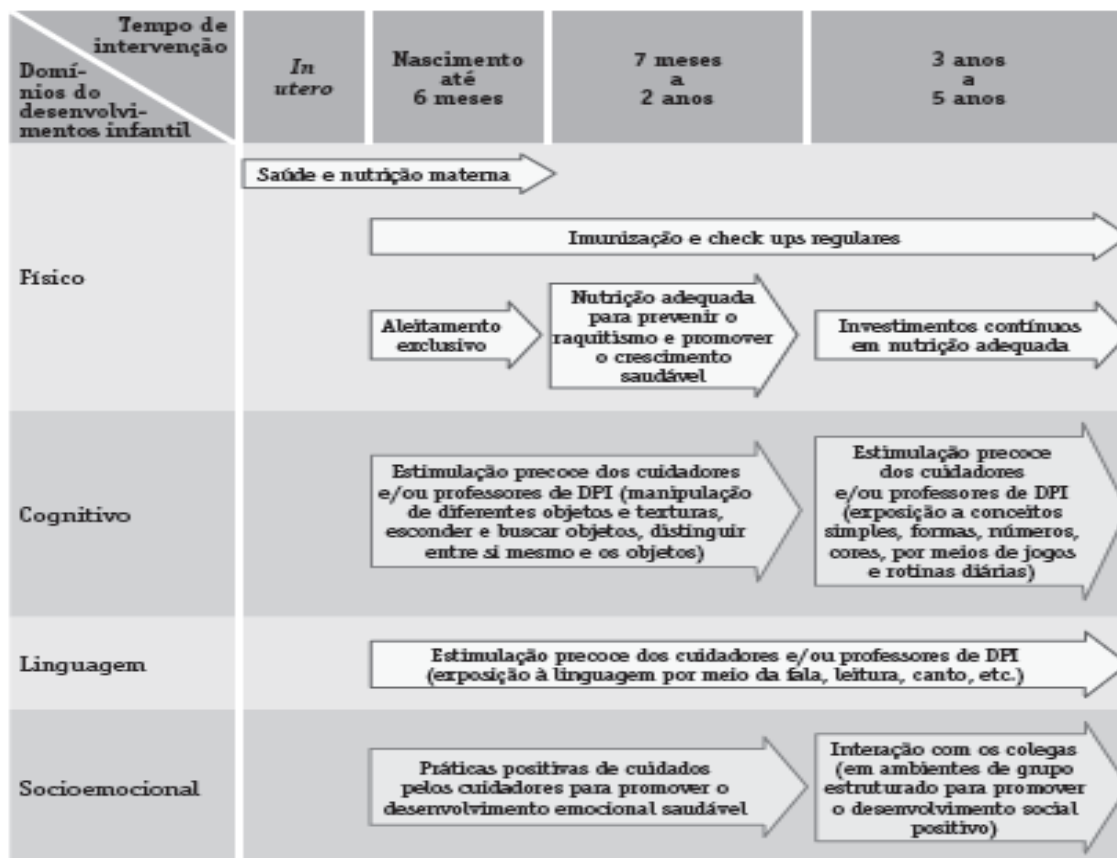 Tempo de
intervenção
Domí-
nios do
desenvolvi-
mentos infantil
In
utero
Nascimento
até
6 meses
7 meses
a
2 anos
3 anos
a
5 anos
Físico
Saúde e nutrição materna
Imunização e check ups regulares
Aleitamento
exclusivo
Nutrição adequada
para prevenir o
raquitismo e promover
o crescimento
saudável
Investimentos contínuos
em nutrição adequada
Cognitivo
Estimulação precoce dos cuidadores
e/ou professores de DPI (manipulação
de diferentes objetos e texturas,
esconder e buscar objetos, distinguir
entre si mesmo e os objetos)
Estimulação precoce
dos cuidadores
e/ou professores de DPI
(exposição a conceitos
simples, formas, números,
cores, por meios de jogos
e rotinas diárias)
Linguagem
Estimulação precoce dos cuidadores e/ou professores de DPI
(exposição à linguagem por meio da fala, leitura, canto, etc.)
Socioemocional
Práticas positivas de cuidados
pelos cuidadores para promover o
desenvolvimento emocional saudável
Interação com os colegas
(em ambientes de grupo
estruturado para promover
o desenvolvimento social
positivo)